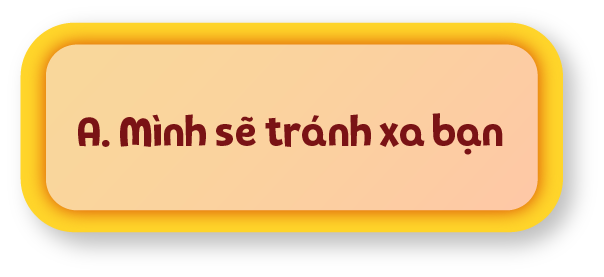 A. Mình sẽ tránh xa bạn